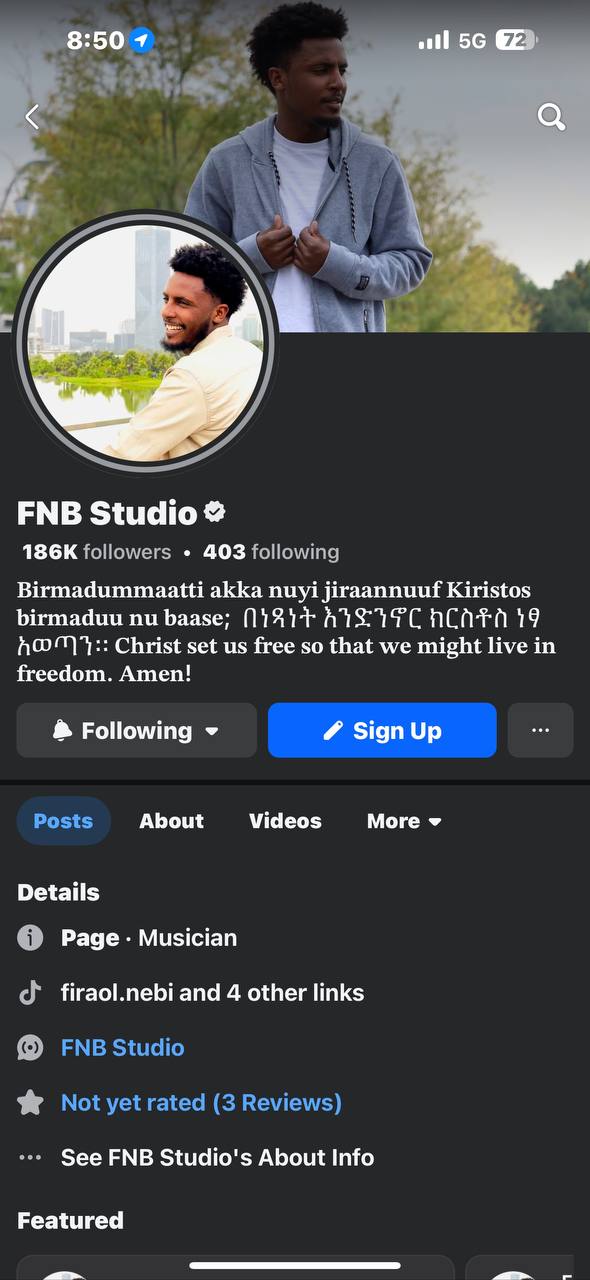 8:50
5G
72
FNB Studio
186K followers • 403 following
Birmadummaatti akka nuyi jiraannuuf Kiristos
birmaduu nu baase; በነጻነት እንድንኖር ክርስቶስ ነፃ
አወጣን፡፡ Christ set us free so that we might live in
freedom. Amen!
Following
Sign Up
Posts
About
Videos
More
Details
Page · Musician
firaol.nebi and 4 other links
FNB Studio
Not yet rated (3 Reviews)
See FNB Studio's About Info
Featured